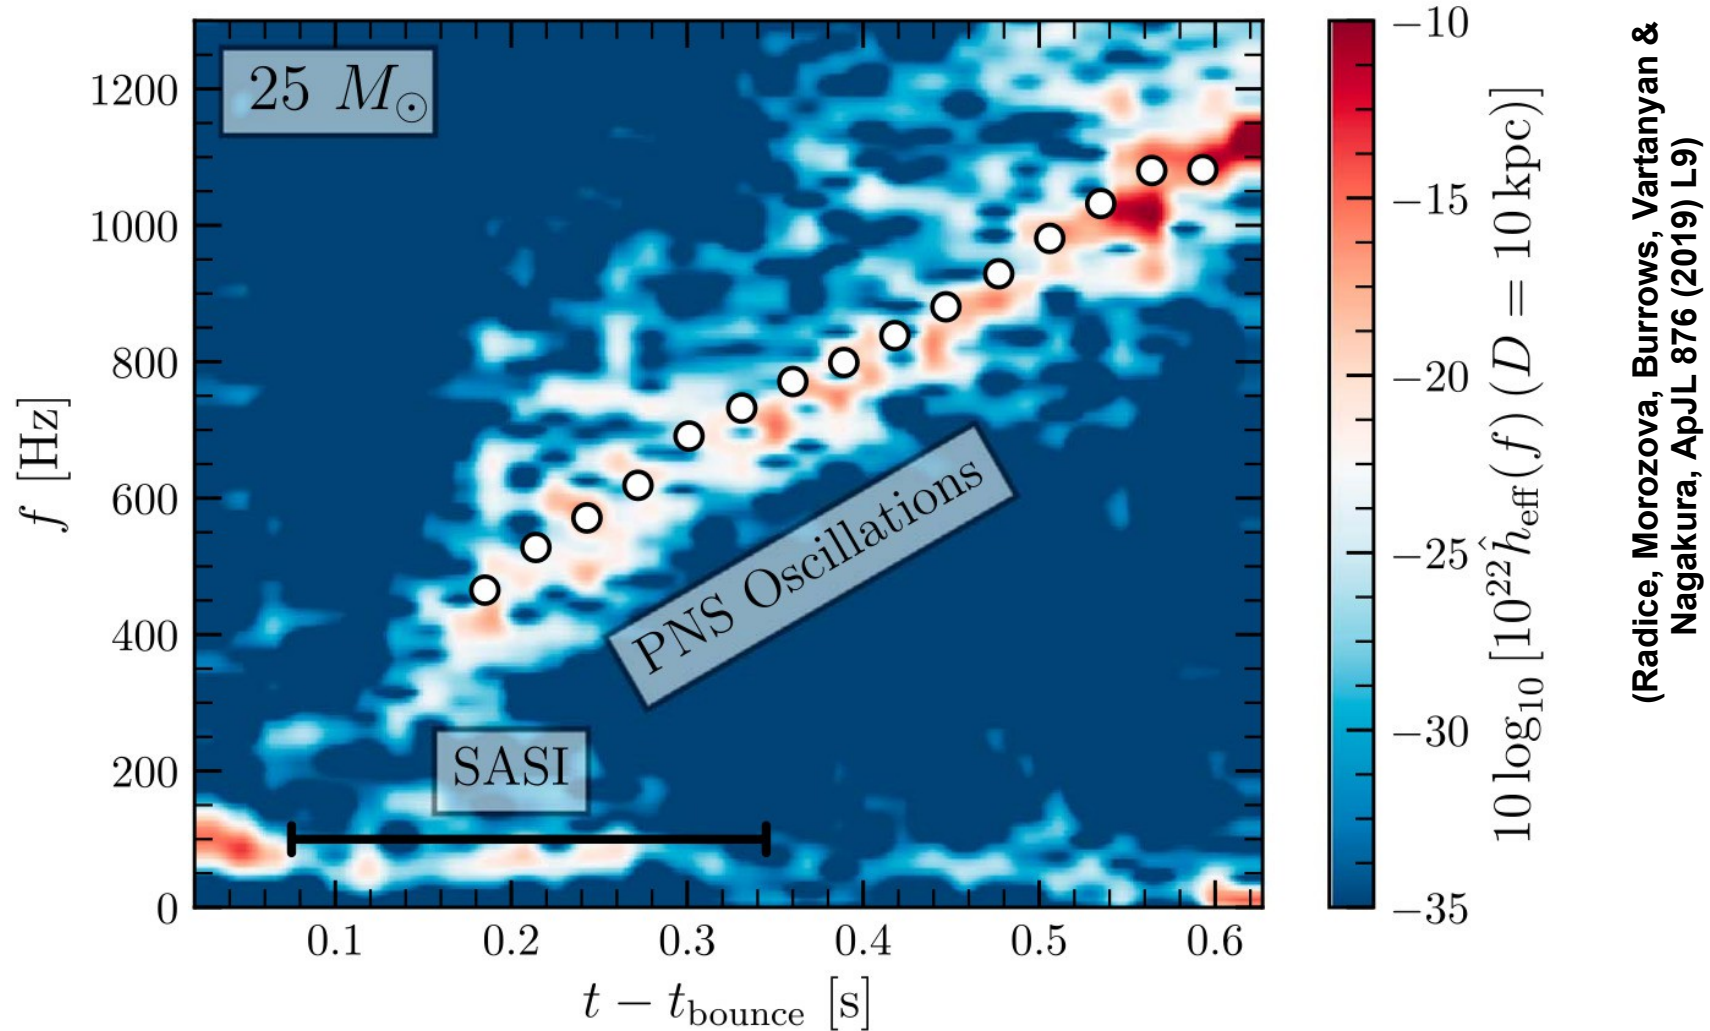 25 M⊙
PNS Oscillations
SASI
f [Hz]
1200
1000
800
600
400
200
0
0.1 0.2 0.3 0.4 0.5 0.6
t − t_bounce [s]
−10
−15
−20
−25
−30
−35
10 log₁₀ [10²² ĥ_eff(f) (D = 10 kpc)]
(Radice, Morozova, Burrows, Vartanyan &
Nagakura, ApJL 876 (2019) L9)